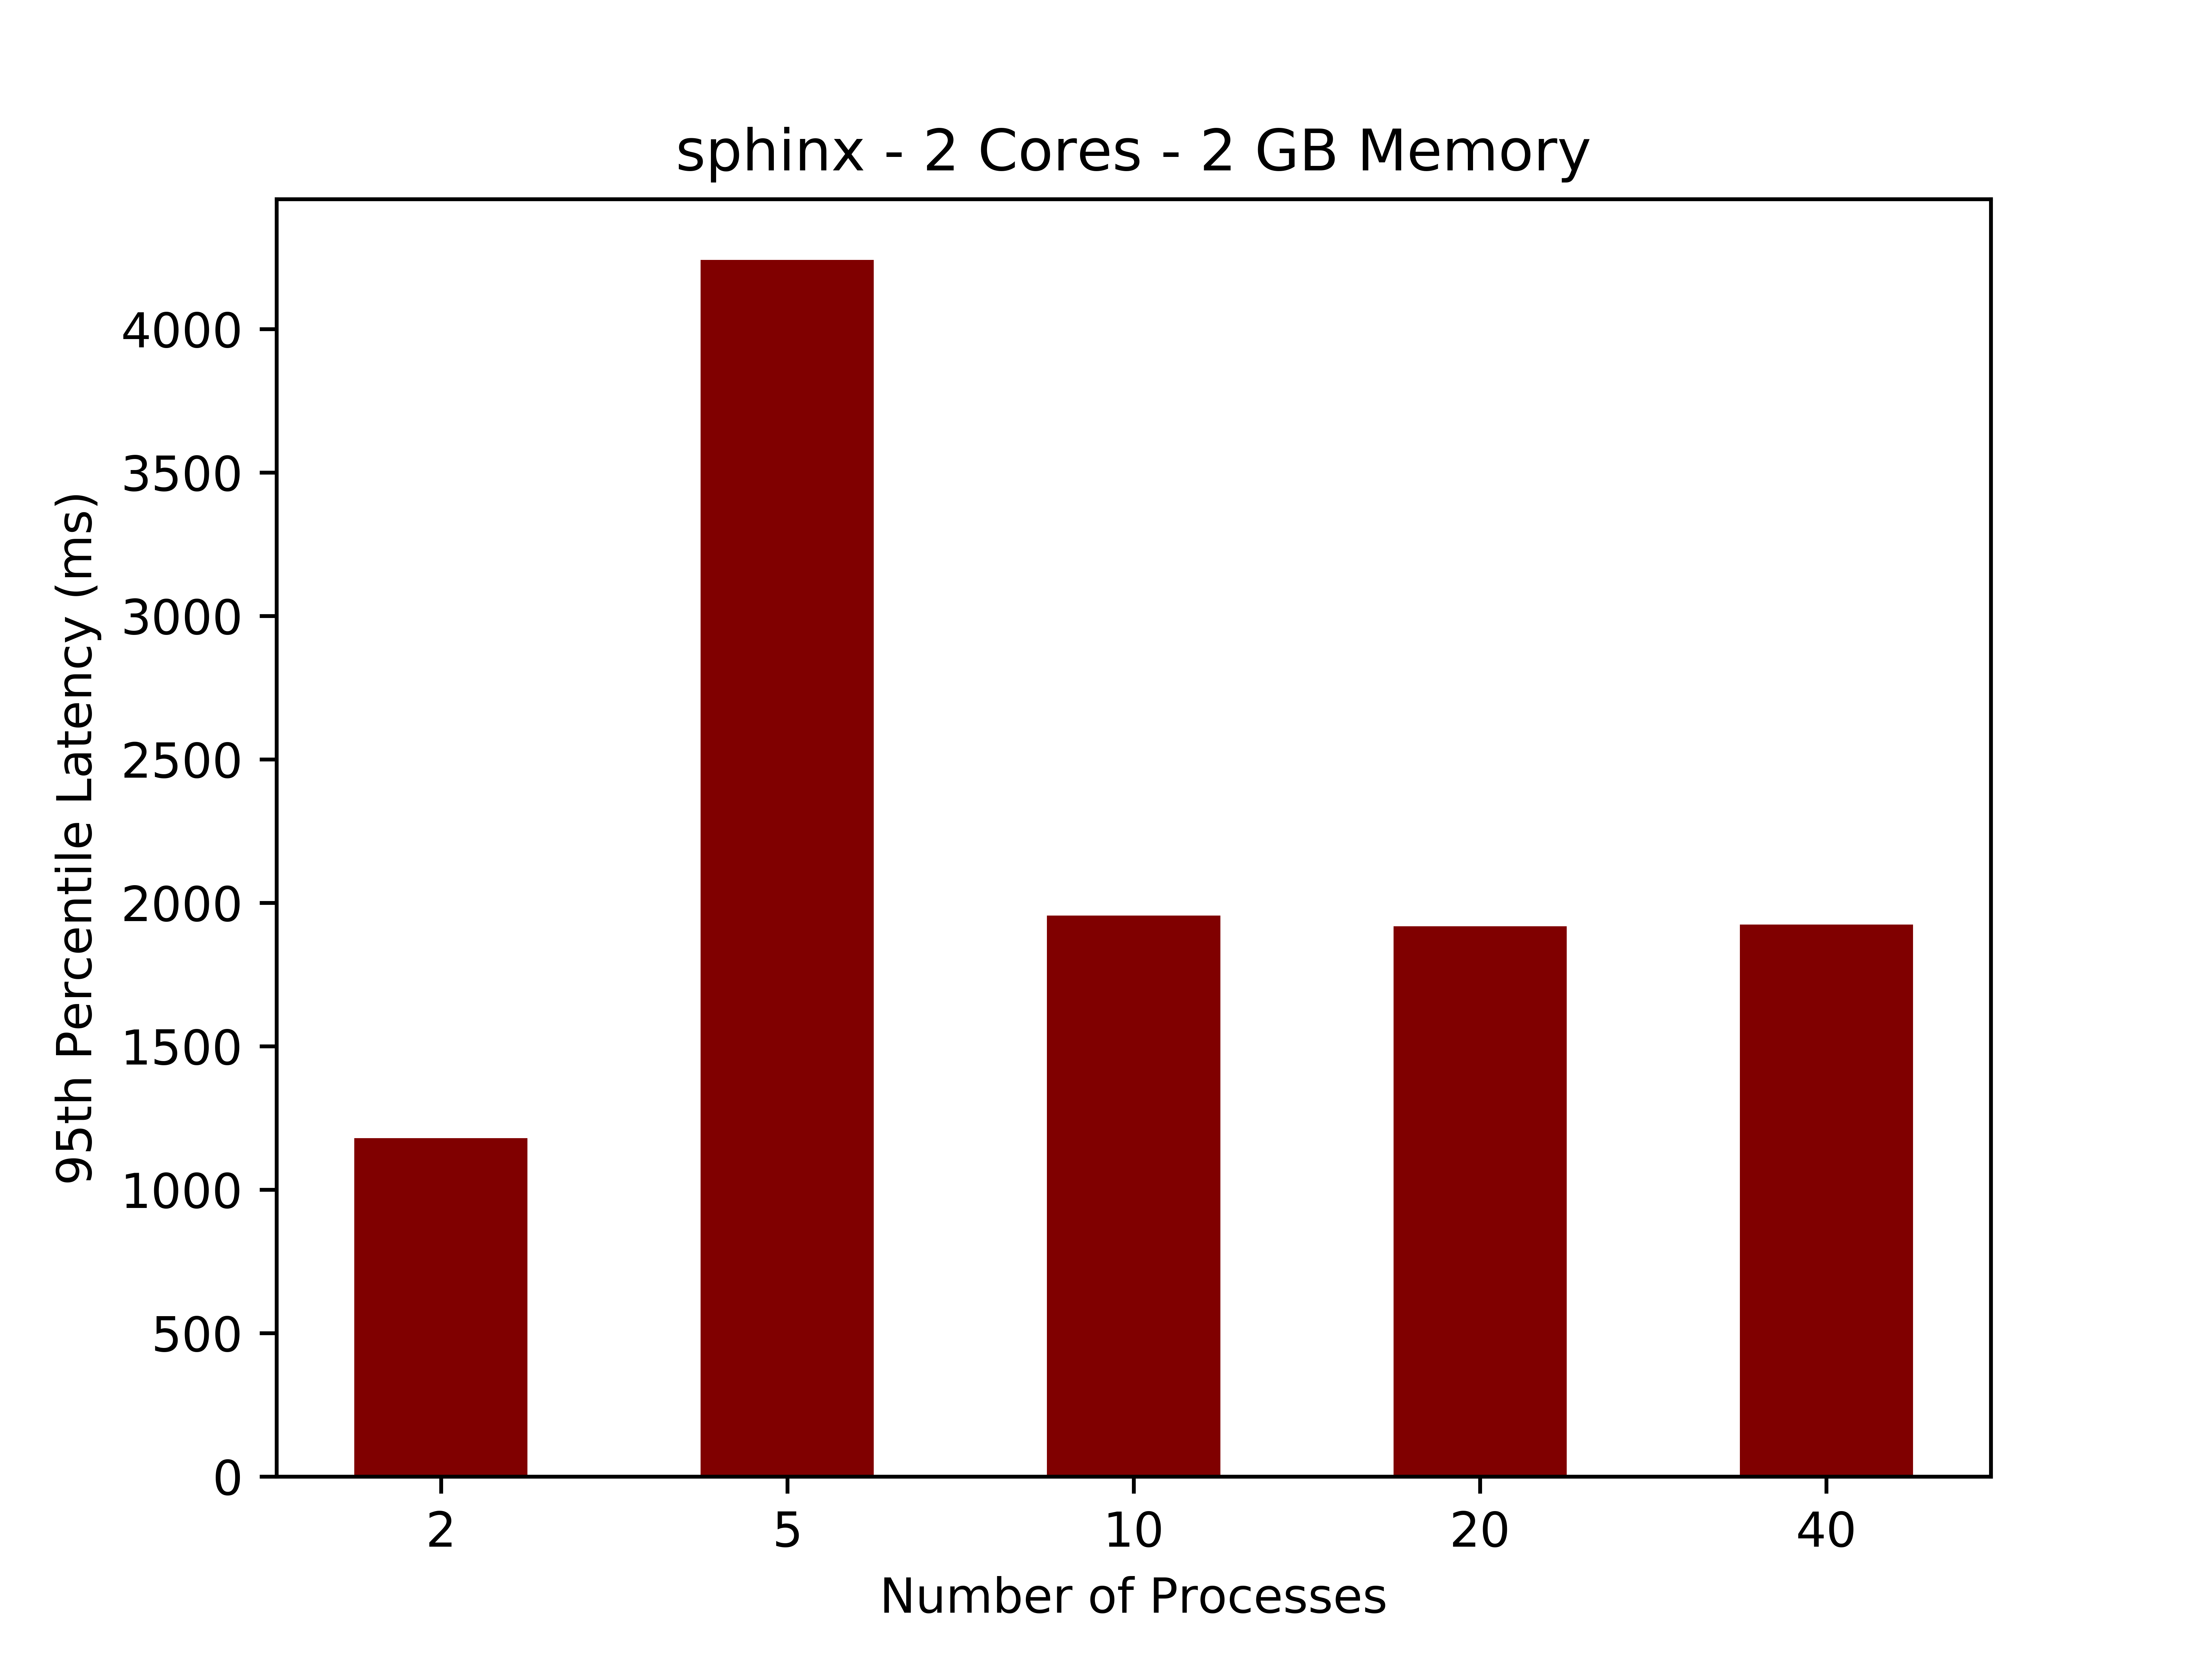 sphinx - 2 Cores - 2 GB Memory
95th Percentile Latency (ms)
4000
3500
3000
2500
2000
1500
1000
500
0
2 5 10 20 40
Number of Processes